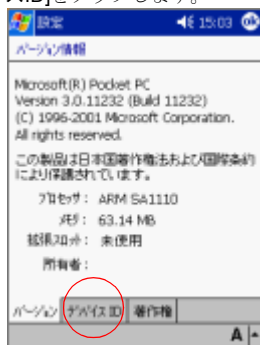 ス ID]をタップします。
設定 15:03 ok
バージョン情報
Microsoft(R) Pocket PC
Version 3.0.11232 (Build 11232)
(C) 1996-2001 Microsoft Corporation.
All rights reserved.
この製品は日本国著作権法および国際条約
により保護されています。
プロセッサ： ARM SA1110
メモリ： 63.14 MB
拡張スロット： 未使用
所有者：
バージョン デバイス ID 著作権
A